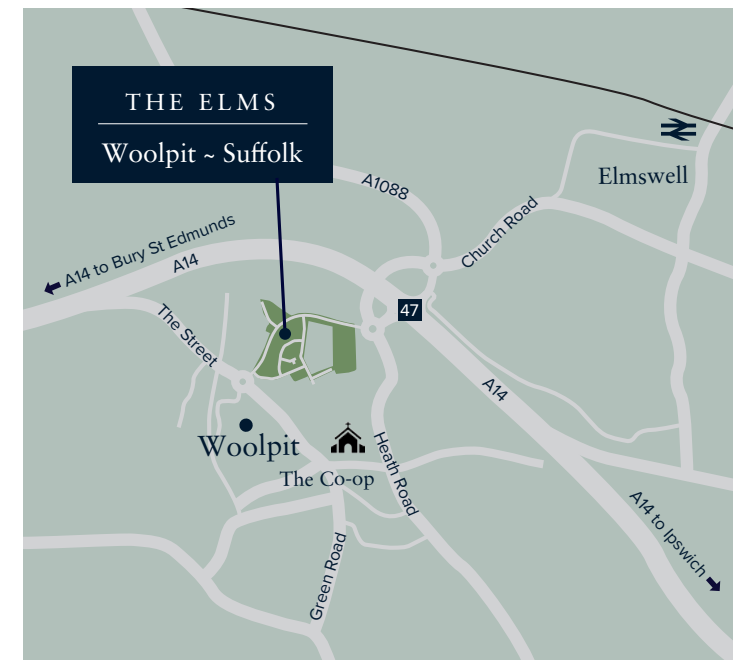 THE ELMS
Woolpit ~ Suffolk
Elmswell
A1088
Church Road
A14 to Bury St Edmunds
A14
47
The Street
A14
Woolpit
The Co-op
Heath Road
A14 to Ipswich
Green Road